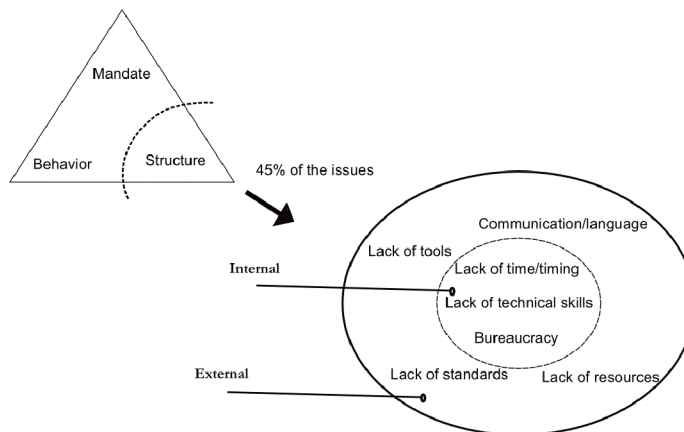 Mandate
Behavior
Structure
45% of the issues
Communication/language
Lack of tools
Internal
Lack of time/timing
Lack of technical skills
Bureaucracy
External
Lack of standards
Lack of resources